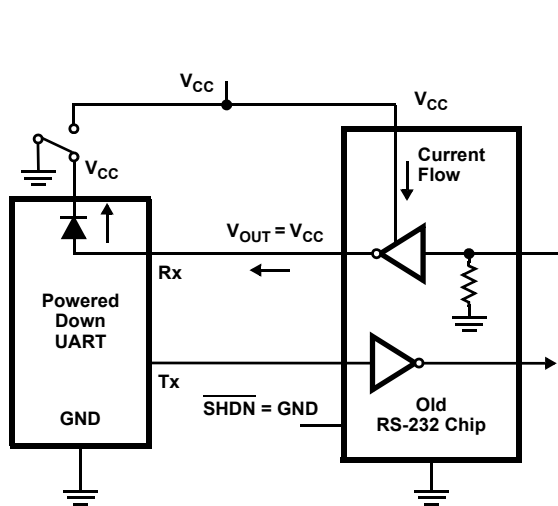 VCC
VCC
VCC
Current
Flow
VOUT = VCC
Rx
Powered
Down
UART
Tx
SHDN = GND
GND
Old
RS-232 Chip